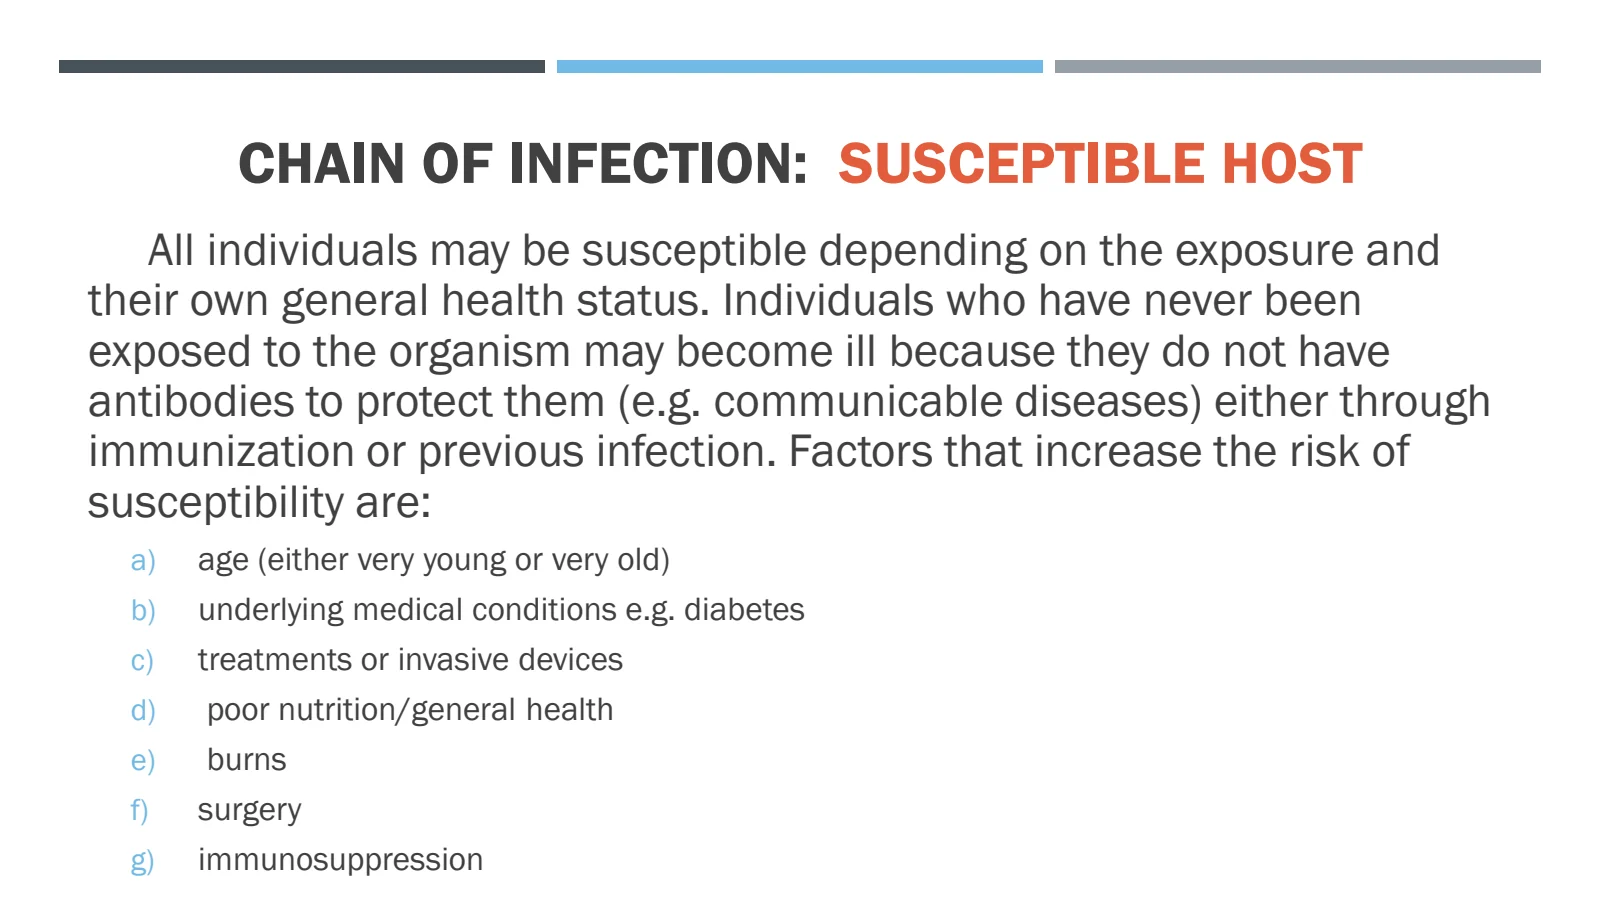 CHAIN OF INFECTION: SUSCEPTIBLE HOST
All individuals may be susceptible depending on the exposure and
their own general health status. Individuals who have never been
exposed to the organism may become ill because they do not have
antibodies to protect them (e.g. communicable diseases) either through
immunization or previous infection. Factors that increase the risk of
susceptibility are:
a) age (either very young or very old)
b) underlying medical conditions e.g. diabetes
c) treatments or invasive devices
d) poor nutrition/general health
e) burns
f) surgery
g) immunosuppression